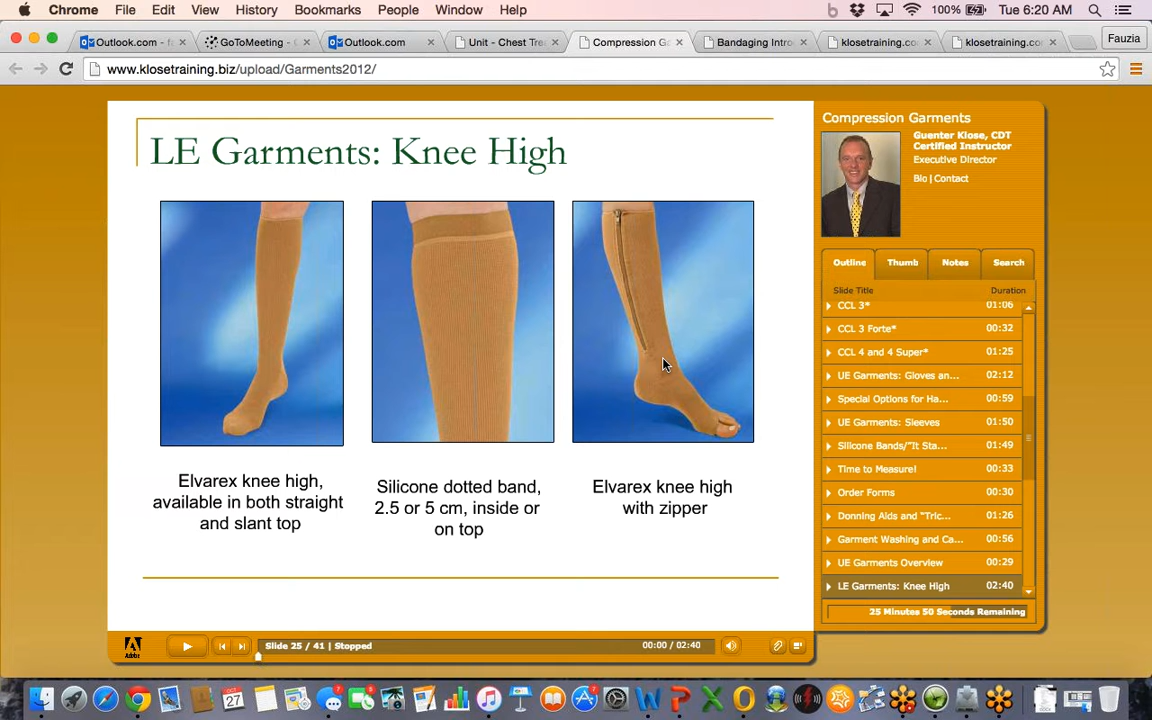 Chrome File Edit View History Bookmarks People Window Help
100% Tue 6:20 AM
Outlook.com - f
GoToMeeting - C
Outlook.com
Unit - Chest Tre
Compression Ga
Bandaging Intro
klosetraining.co
klosetraining.co
Fauzia
www.klosetraining.biz/upload/Garments2012/
LE Garments: Knee High
Elvarex knee high,
available in both straight
and slant top
Silicone dotted band,
2.5 or 5 cm, inside or
on top
Elvarex knee high
with zipper
Compression Garments
Guenter Klose, CDT
Certified Instructor
Executive Director
Bio | Contact
Outline Thumb Notes Search
Slide Title Duration
CCL 3* 01:06
CCL 3 Forte* 00:32
CCL 4 and 4 Super* 01:25
UE Garments: Gloves an... 02:12
Special Options for Ha... 00:59
UE Garments: Sleeves 01:50
Silicone Bands/"It Sta... 01:49
Time to Measure! 00:33
Order Forms 00:30
Donning Aids and "Tric... 01:26
Garment Washing and Ca... 00:56
UE Garments Overview 00:29
LE Garments: Knee High 02:40
25 Minutes 50 Seconds Remaining
Adobe
Slide 25 / 41 | Stopped 00:00 / 02:40
OCT
27